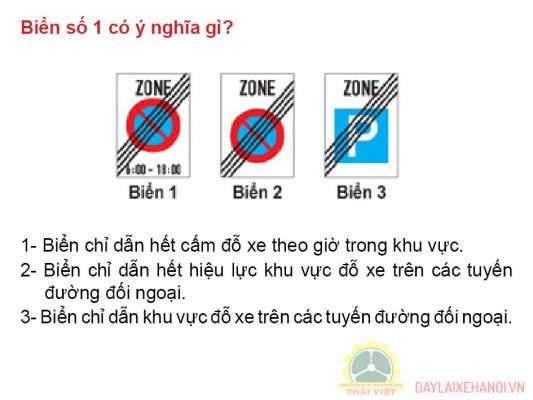 Biển số 1 có ý nghĩa gì?
ZONE ZONE ZONE
P
6:00 - 18:00
Biển 1 Biển 2 Biển 3
1- Biển chỉ dẫn hết cấm đỗ xe theo giờ trong khu vực.
2- Biển chỉ dẫn hết hiệu lực khu vực đỗ xe trên các tuyến
đường đối ngoại.
3- Biển chỉ dẫn khu vực đỗ xe trên các tuyến đường đối ngoại.
THÁI VIỆT
DAYLAIXEHANOI.VN